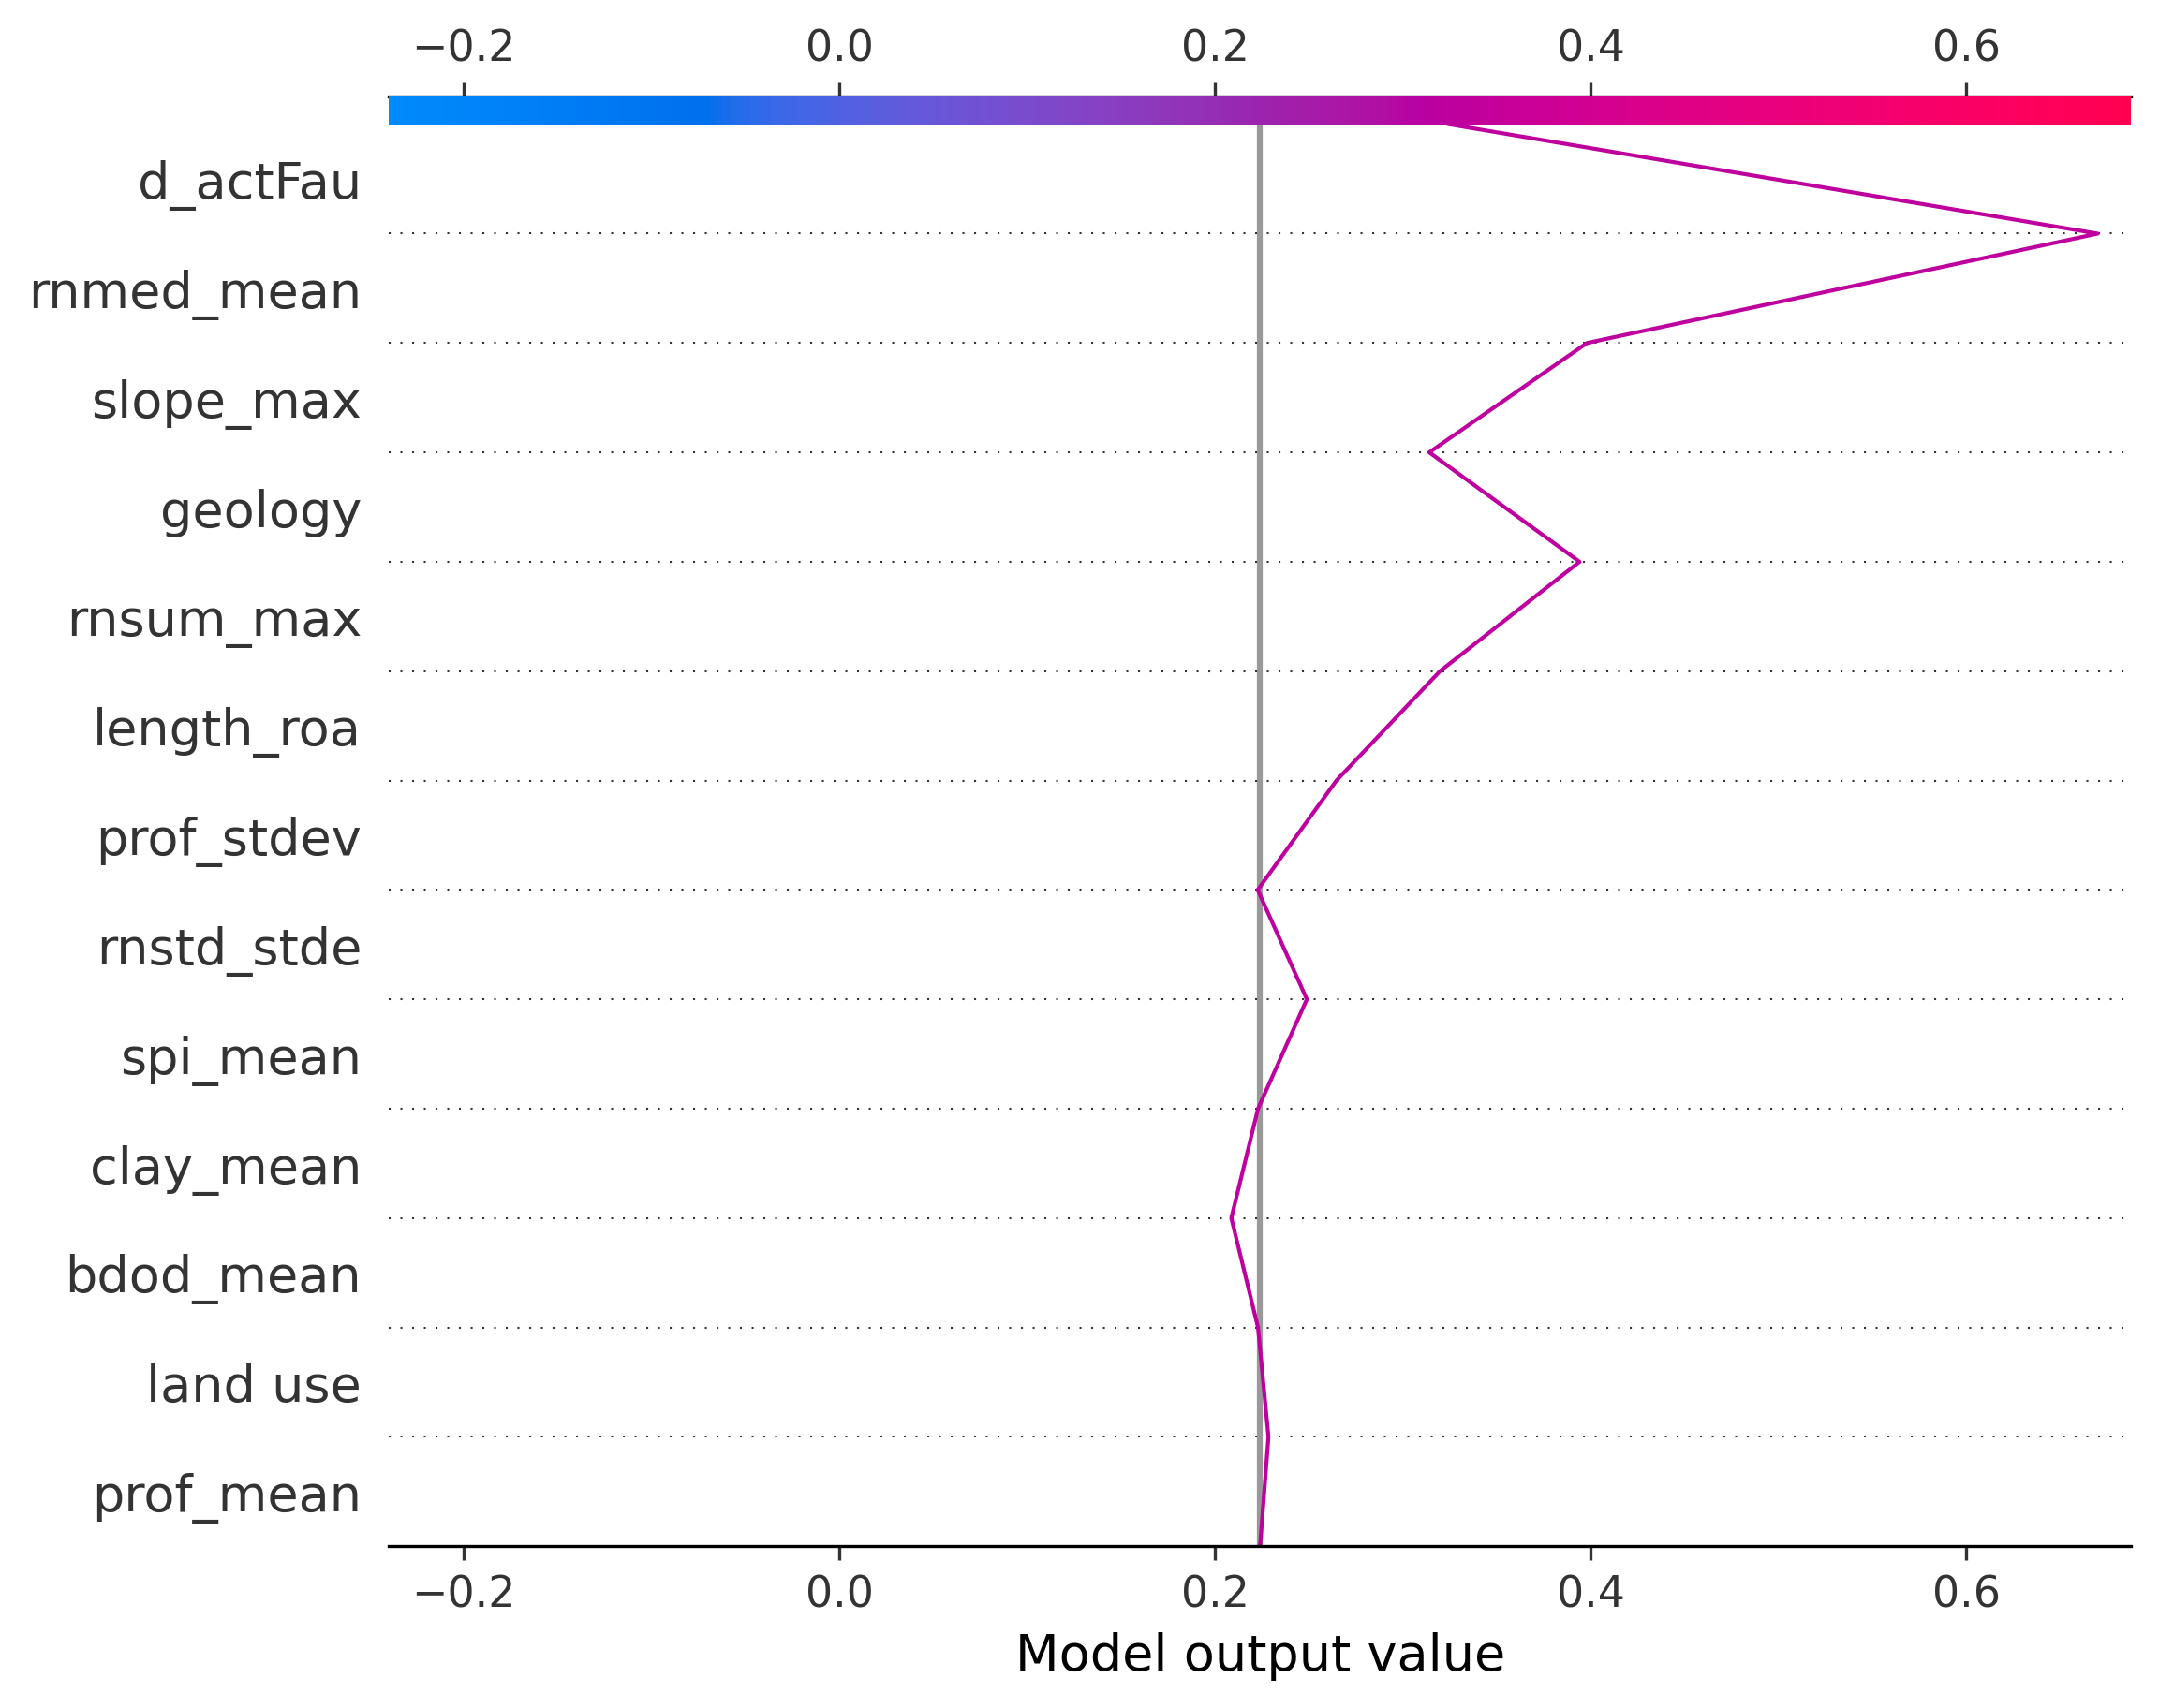 −0.2 0.0 0.2 0.4 0.6
d_actFau
rnmed_mean
slope_max
geology
rnsum_max
length_roa
prof_stdev
rnstd_stde
spi_mean
clay_mean
bdod_mean
land use
prof_mean
−0.2 0.0 0.2 0.4 0.6
Model output value